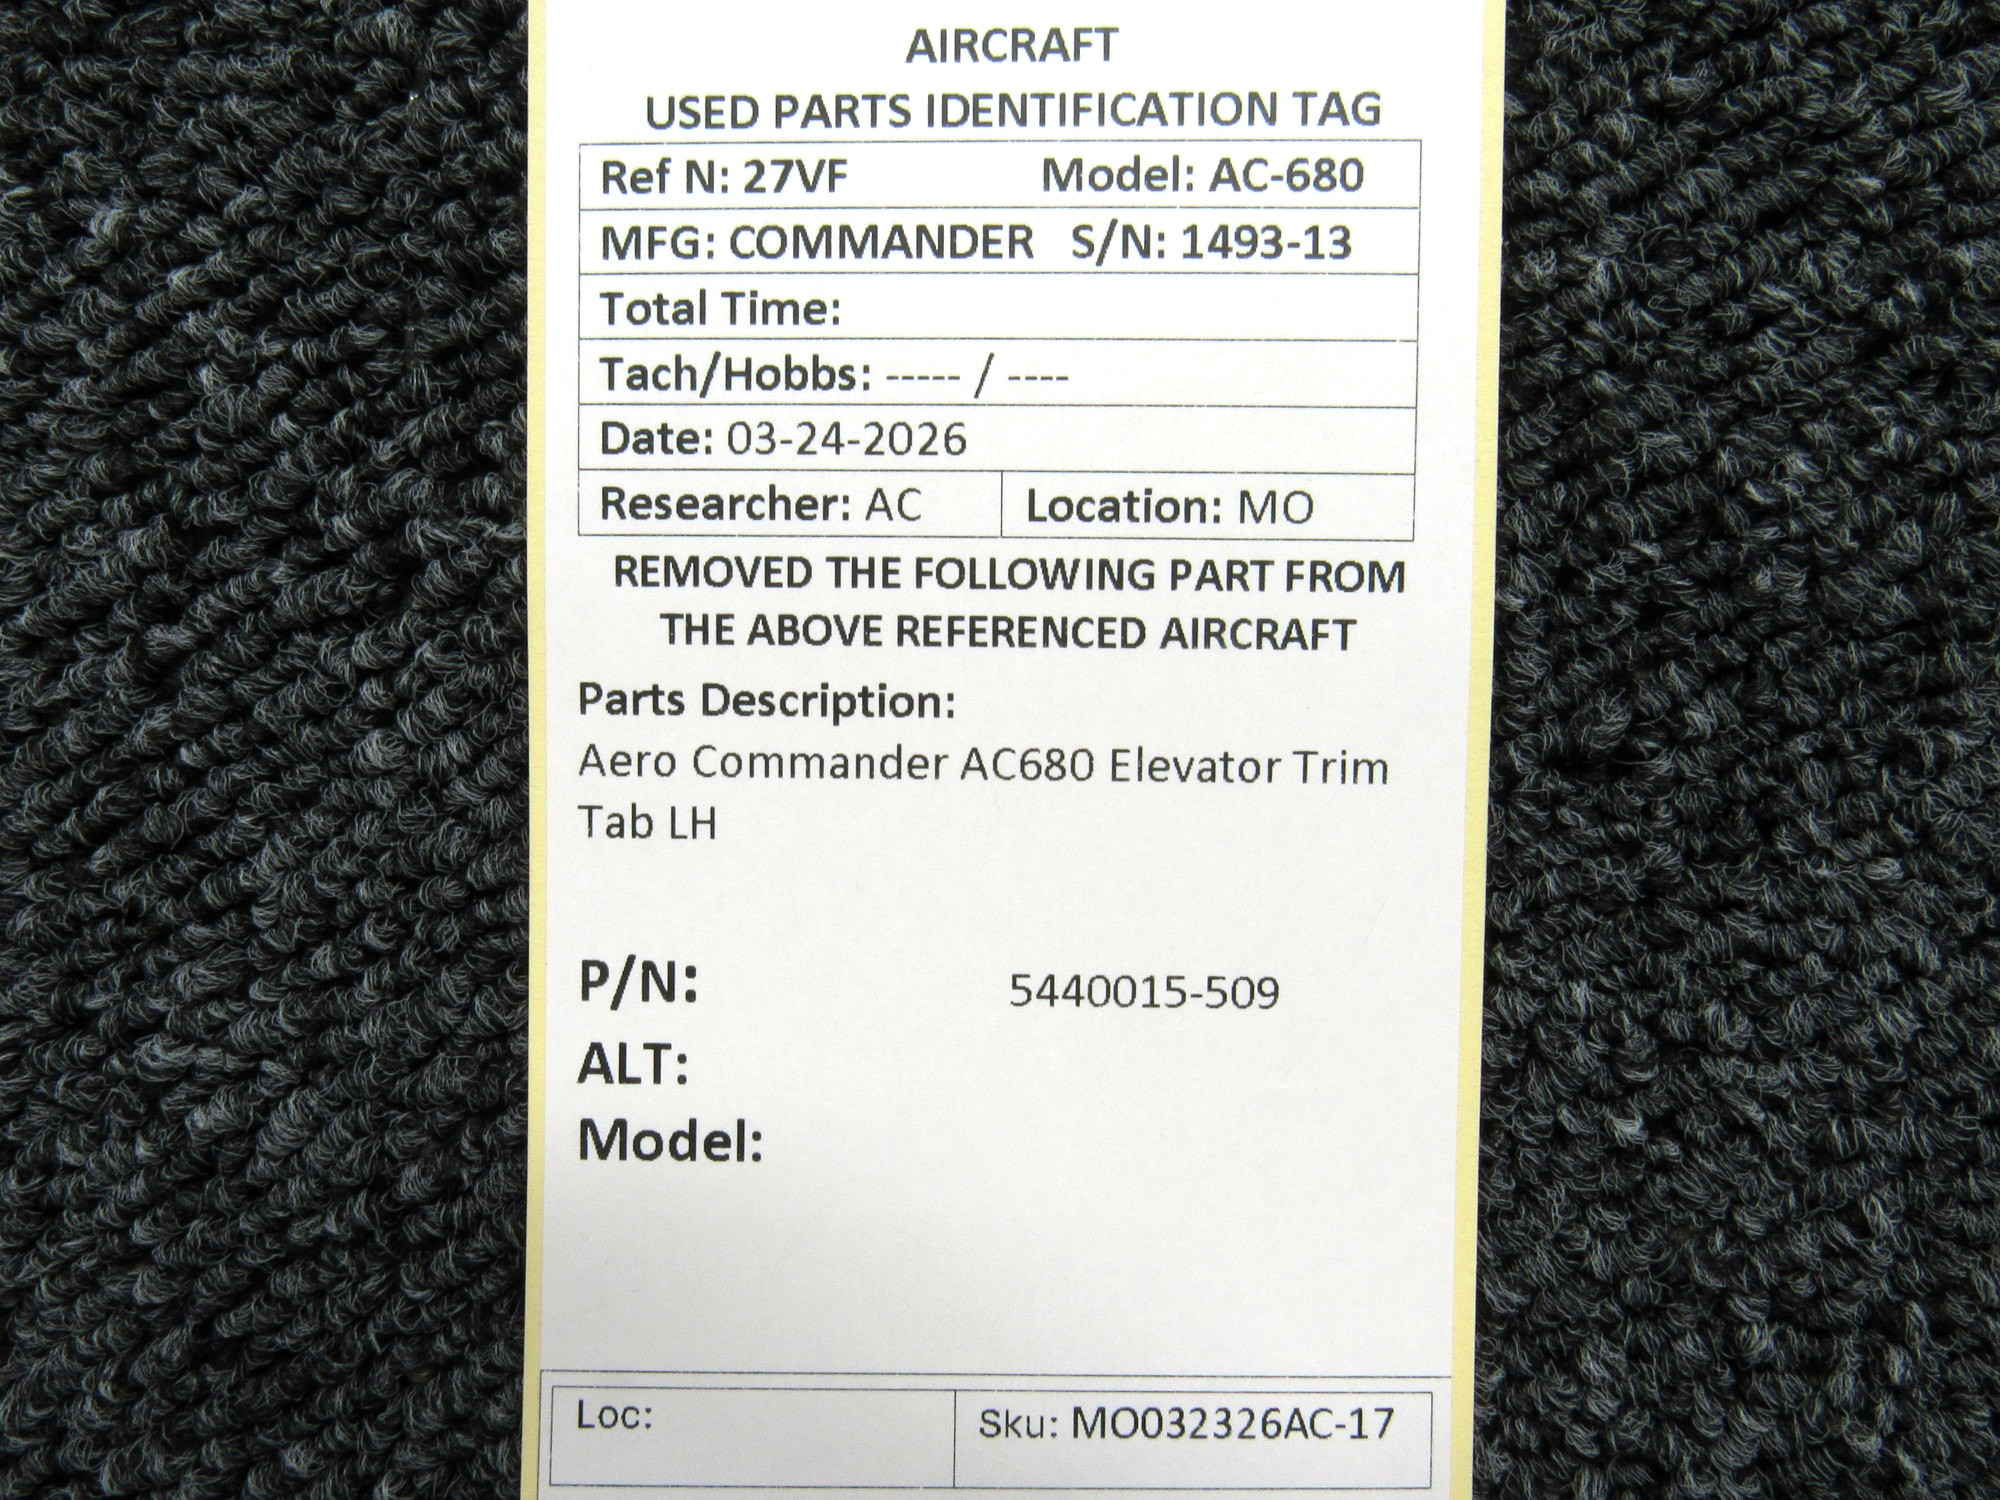 AIRCRAFT
USED PARTS IDENTIFICATION TAG
Ref N: 27VF Model: AC-680
MFG: COMMANDER S/N: 1493-13
Total Time:
Tach/Hobbs: ----- / ----
Date: 03-24-2026
Researcher: AC Location: MO
REMOVED THE FOLLOWING PART FROM
THE ABOVE REFERENCED AIRCRAFT
Parts Description:
Aero Commander AC680 Elevator Trim
Tab LH
P/N: 5440015-509
ALT:
Model:
Loc: Sku: MO032326AC-17